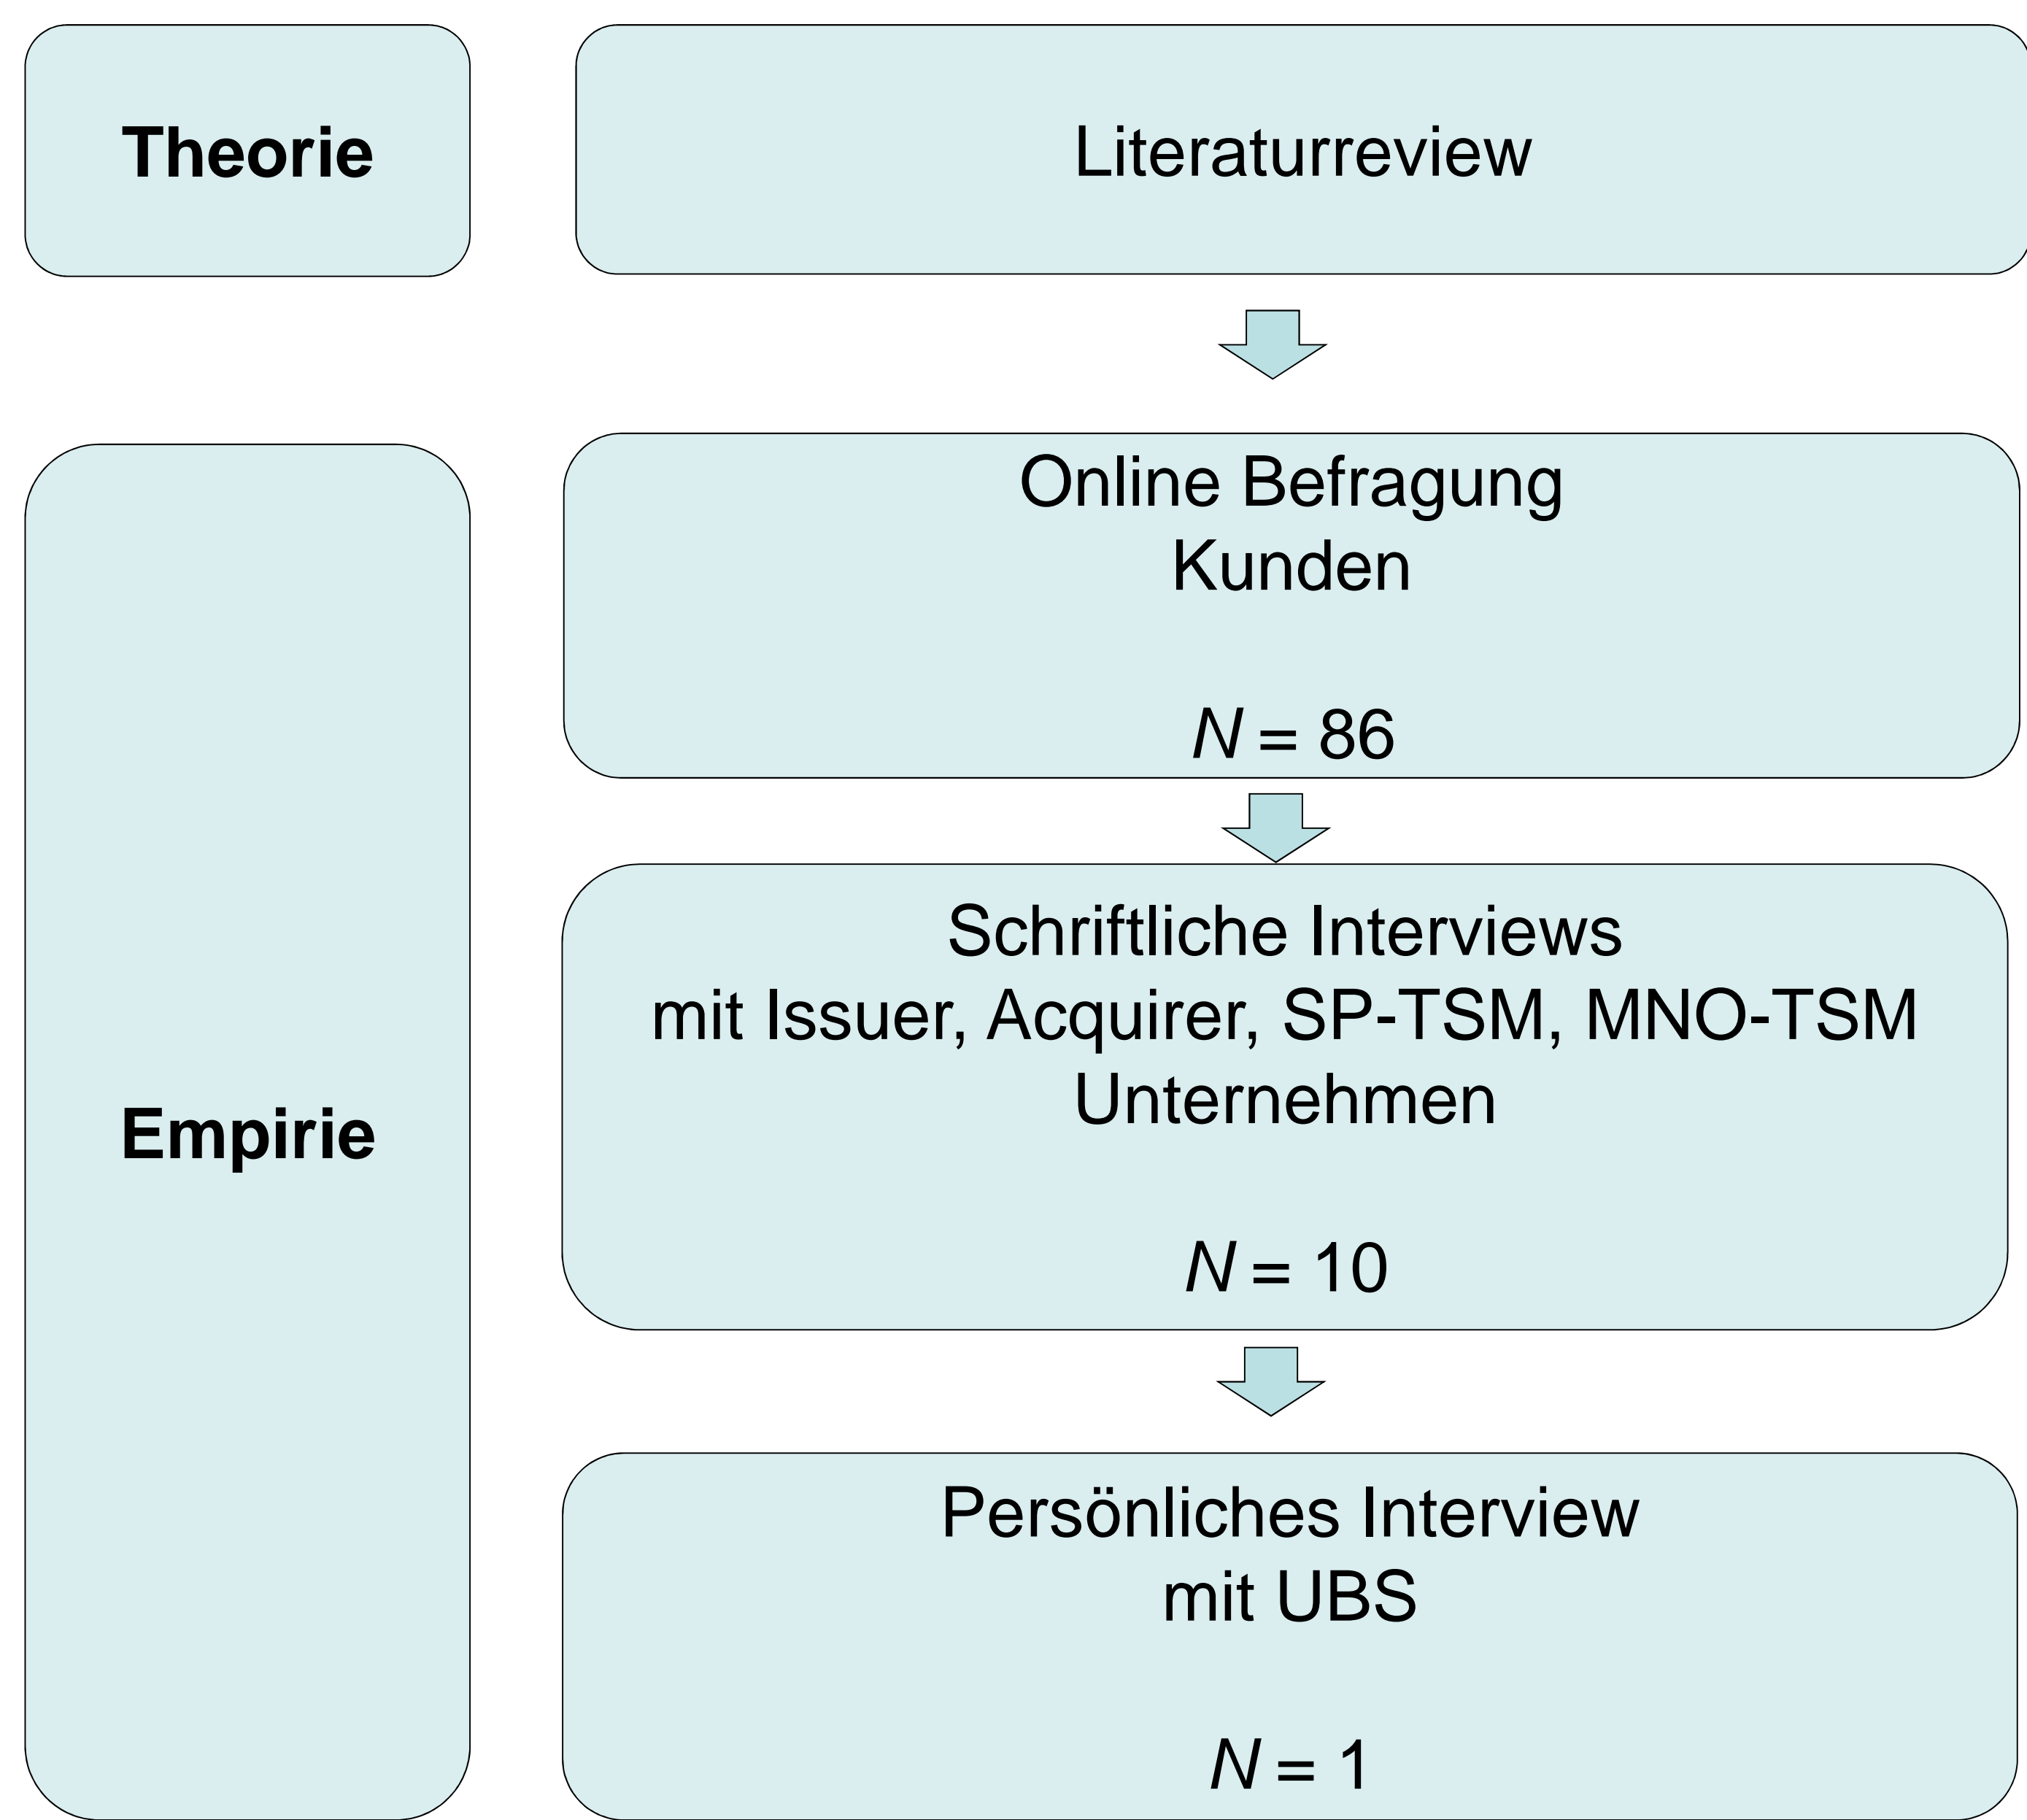 Theorie
Literaturreview
Online Befragung
Kunden
N = 86
Empirie
Schriftliche Interviews
mit Issuer, Acquirer, SP-TSM, MNO-TSM
Unternehmen
N = 10
Persönliches Interview
mit UBS
N = 1